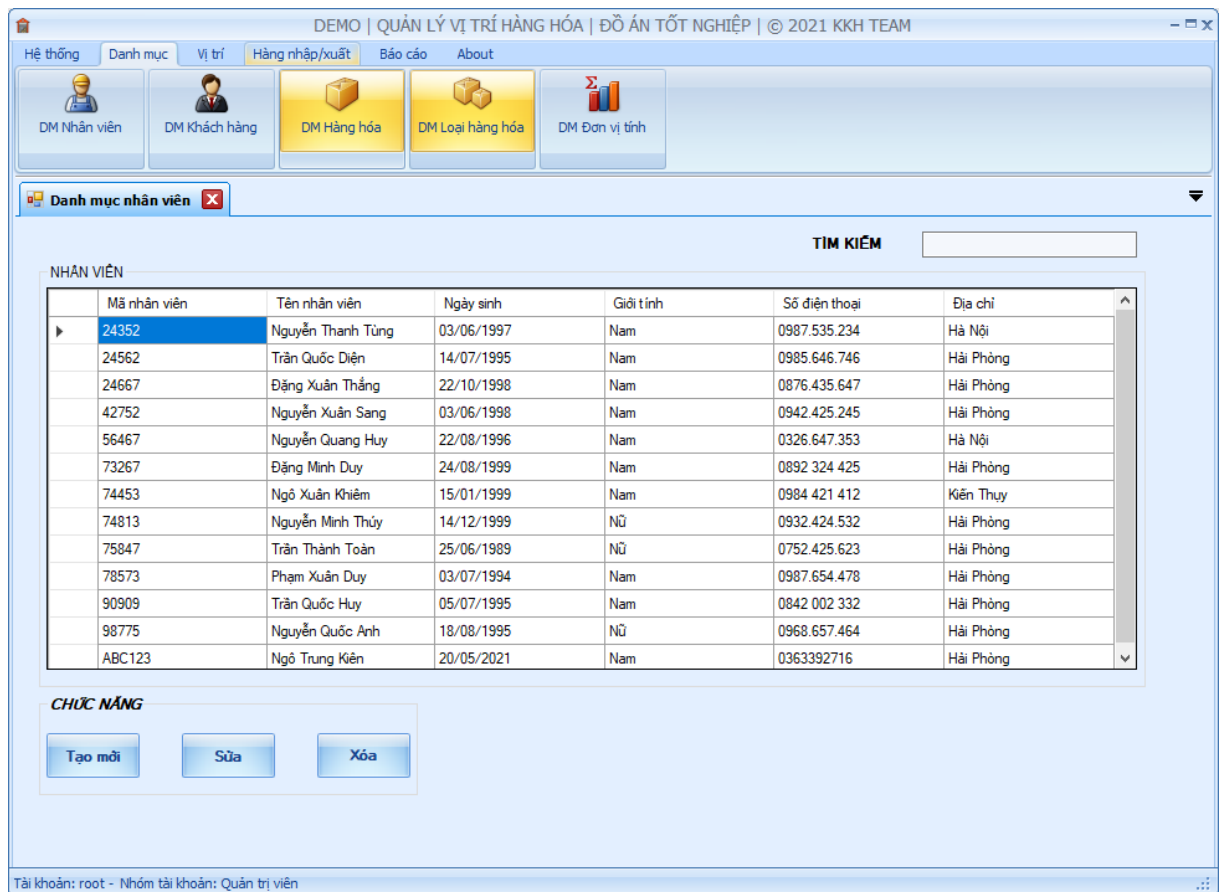 DEMO | QUẢN LÝ VỊ TRÍ HÀNG HÓA | ĐỒ ÁN TỐT NGHIỆP | © 2021 KKH TEAM
Hệ thống Danh mục Vị trí Hàng nhập/xuất Báo cáo About
DM Nhân viên DM Khách hàng DM Hàng hóa DM Loại hàng hóa DM Đơn vị tính
Danh mục nhân viên
TÌM KIẾM
NHÂN VIÊN
Mã nhân viên Tên nhân viên Ngày sinh Giới tính Số điện thoại Địa chỉ
24352 Nguyễn Thanh Tùng 03/06/1997 Nam 0987.535.234 Hà Nội
24562 Trần Quốc Diện 14/07/1995 Nam 0985.646.746 Hải Phòng
24667 Đặng Xuân Thắng 22/10/1998 Nam 0876.435.647 Hải Phòng
42752 Nguyễn Xuân Sang 03/06/1998 Nam 0942.425.245 Hải Phòng
56467 Nguyễn Quang Huy 22/08/1996 Nam 0326.647.353 Hà Nội
73267 Đặng Minh Duy 24/08/1999 Nam 0892 324 425 Hải Phòng
74453 Ngô Xuân Khiêm 15/01/1999 Nam 0984 421 412 Kiến Thụy
74813 Nguyễn Minh Thúy 14/12/1999 Nữ 0932.424.532 Hải Phòng
75847 Trần Thành Toàn 25/06/1989 Nữ 0752.425.623 Hải Phòng
78573 Phạm Xuân Duy 03/07/1994 Nam 0987.654.478 Hải Phòng
90909 Trần Quốc Huy 05/07/1995 Nam 0842 002 332 Hải Phòng
98775 Nguyễn Quốc Anh 18/08/1995 Nữ 0968.657.464 Hải Phòng
ABC123 Ngô Trung Kiên 20/05/2021 Nam 0363392716 Hải Phòng
CHỨC NĂNG
Tạo mới Sửa Xóa
Tài khoản: root - Nhóm tài khoản: Quản trị viên